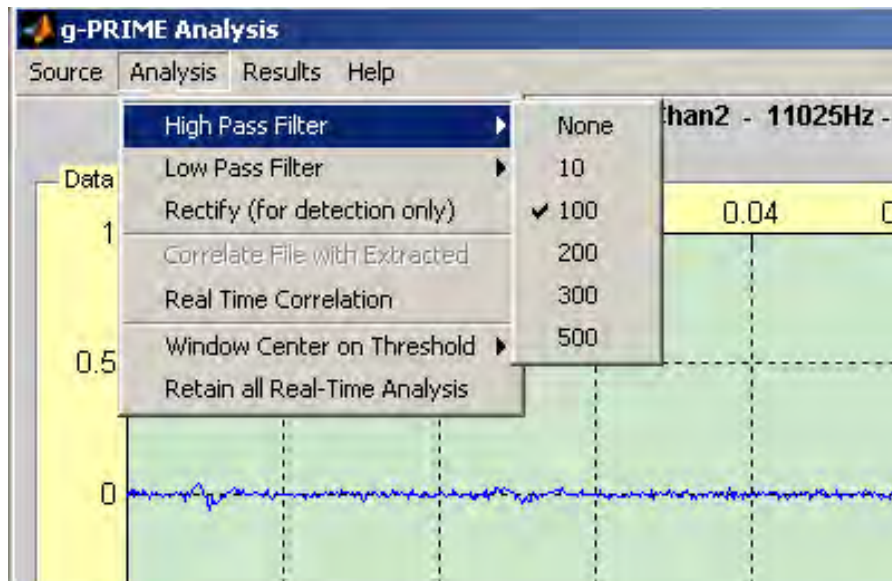 g-PRIME Analysis
Source Analysis Results Help
High Pass Filter
Low Pass Filter
Rectify (for detection only)
Correlate File with Extracted
Real Time Correlation
Window Center on Threshold
Retain all Real-Time Analysis
None
10
100
200
300
500
11025Hz -
Data
0.04
1
0.5
0